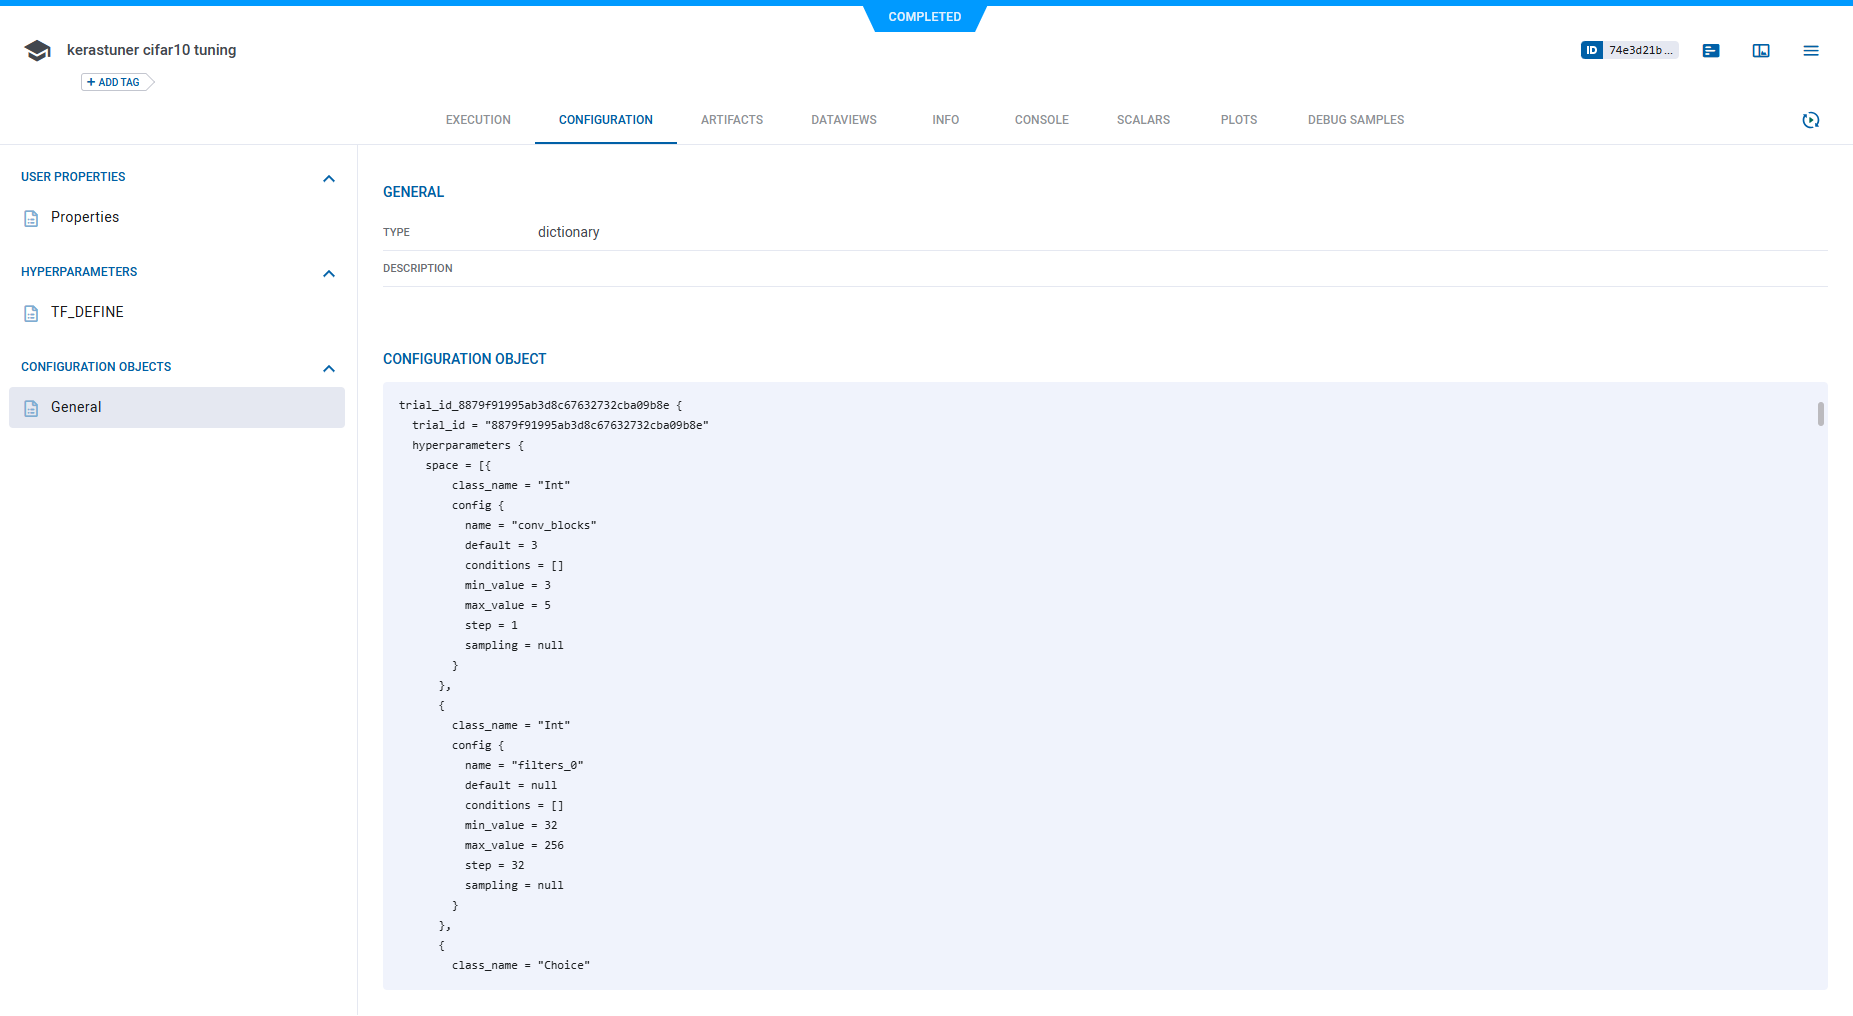 COMPLETED
kerastuner cifar10 tuning
ID 74e3d21b...
+ ADD TAG
EXECUTION CONFIGURATION ARTIFACTS DATAVIEWS INFO CONSOLE SCALARS PLOTS DEBUG SAMPLES
USER PROPERTIES
Properties
HYPERPARAMETERS
TF_DEFINE
CONFIGURATION OBJECTS
General
GENERAL
TYPE dictionary
DESCRIPTION
CONFIGURATION OBJECT
trial_id_8879f91995ab3d8c67632732cba09b8e {
trial_id = "8879f91995ab3d8c67632732cba09b8e"
hyperparameters {
space = [{
class_name = "Int"
config {
name = "conv_blocks"
default = 3
conditions = []
min_value = 3
max_value = 5
step = 1
sampling = null
}
},
{
class_name = "Int"
config {
name = "filters_0"
default = null
conditions = []
min_value = 32
max_value = 256
step = 32
sampling = null
}
},
{
class_name = "Choice"